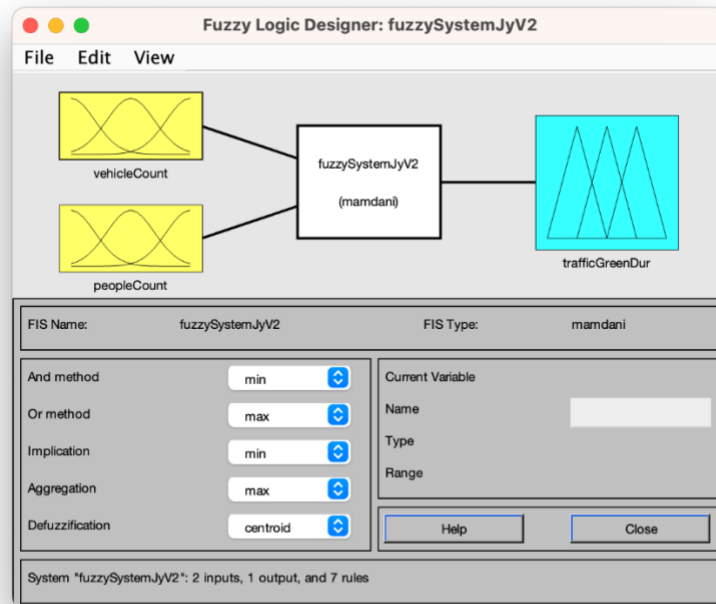 Fuzzy Logic Designer: fuzzySystemJyV2
File Edit View
vehicleCount
peopleCount
fuzzySystemJyV2
(mamdani)
trafficGreenDur
FIS Name: fuzzySystemJyV2 FIS Type: mamdani
And method min
Or method max
Implication min
Aggregation max
Defuzzification centroid
Current Variable
Name
Type
Range
Help Close
System "fuzzySystemJyV2": 2 inputs, 1 output, and 7 rules